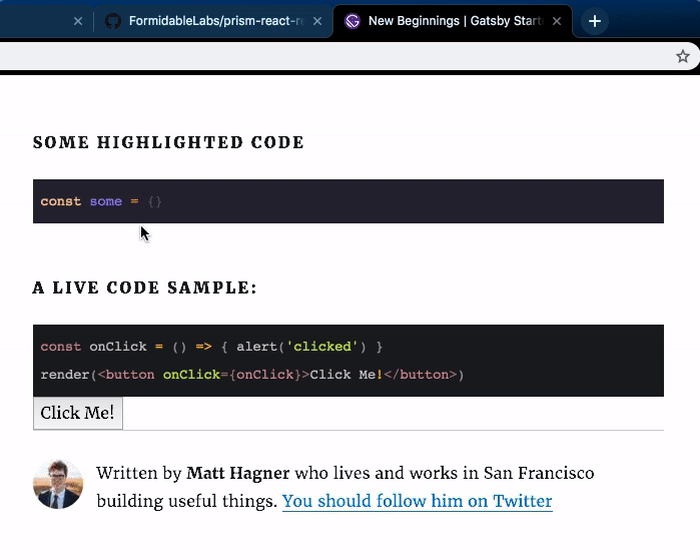 FormidableLabs/prism-react-re
New Beginnings | Gatsby Start
SOME HIGHLIGHTED CODE
const some = {}
A LIVE CODE SAMPLE:
const onClick = () => { alert('clicked') }
render(<button onClick={onClick}>Click Me!</button>)
Click Me!
Written by Matt Hagner who lives and works in San Francisco
building useful things. You should follow him on Twitter